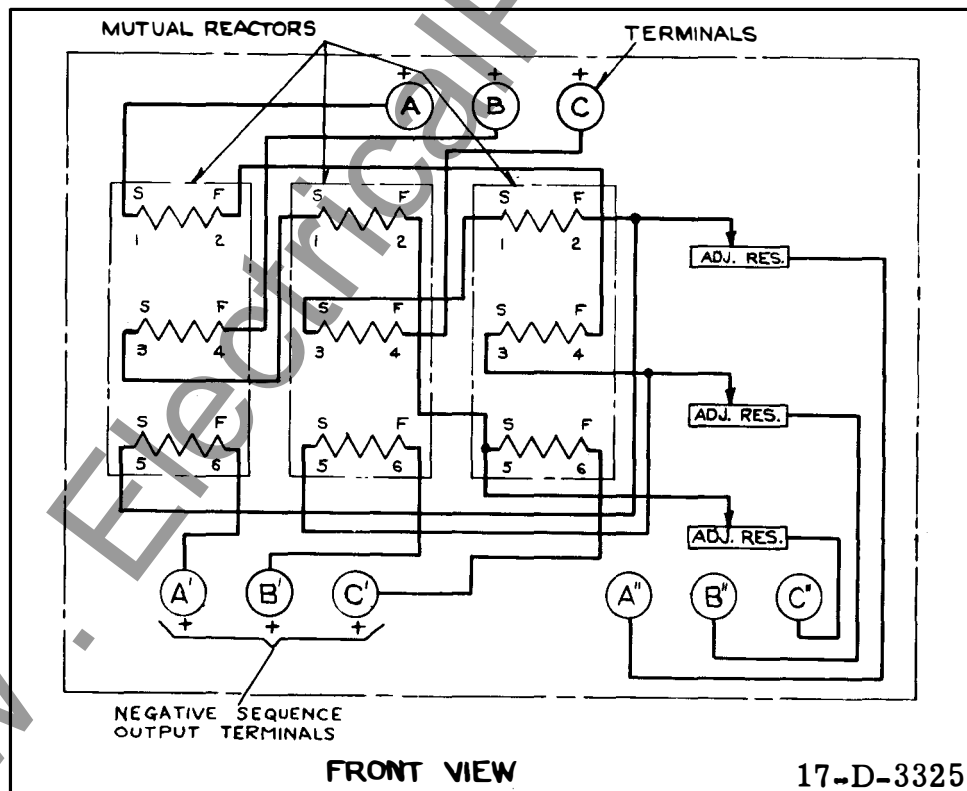 MUTUAL REACTORS
TERMINALS
+ + +
A B C
S F S F S F
1 2 1 2 1 2
ADJ. RES.
S F S F S F
3 4 3 4 3 4
ADJ. RES.
S F S F S F
5 6 5 6 5 6
ADJ. RES.
A' B' C' A" B" C"
+ + +
NEGATIVE SEQUENCE
OUTPUT TERMINALS
FRONT VIEW
17-D-3325
. Electrical